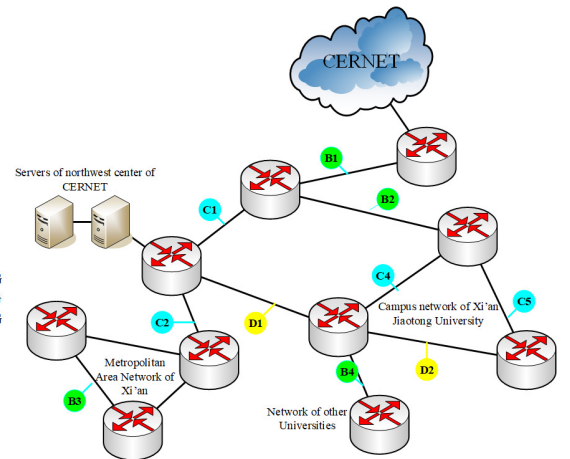 CERNET
B1
Servers of northwest center of
CERNET
B2
C1
C4
Campus network of Xi'an
Jiaotong University
C5
C2
D1
Metropolitan
Area Network of
Xi'an
B3
B4
D2
Network of other
Universities